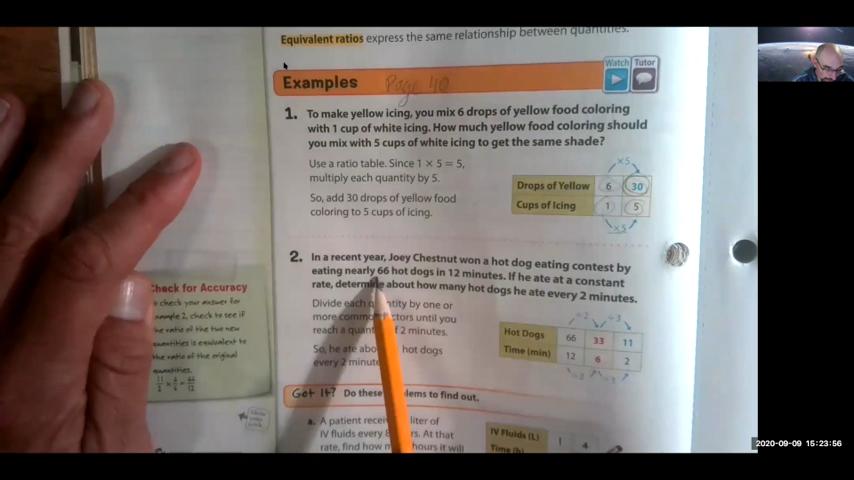 Equivalent ratios express the same relationship between quantities.
Examples Page 40
Watch Tutor
1. To make yellow icing, you mix 6 drops of yellow food coloring
with 1 cup of white icing. How much yellow food coloring should
you mix with 5 cups of white icing to get the same shade?
Use a ratio table. Since 1 × 5 = 5,
multiply each quantity by 5.
So, add 30 drops of yellow food
coloring to 5 cups of icing.
×5
Drops of Yellow 6 30
Cups of Icing 1 5
×5
2. In a recent year, Joey Chestnut won a hot dog eating contest by
eating nearly 66 hot dogs in 12 minutes. If he ate at a constant
rate, determine about how many hot dogs he ate every 2 minutes.
Divide each quantity by one or
more common factors until you
reach a quantity of 2 minutes.
So, he ate hot dogs
every 2 minutes
÷2 ÷3
Hot Dogs 66 33 11
Time (min) 12 6 2
÷2 ÷3
Check for Accuracy
check your answer for
example 2, check to see if
the ratio of the two new
quantities is equivalent to
the ratio of the original
quantities.
Got It? Do these problems to find out.
a. A patient receives liter of
IV fluids every 8 hours. At that
rate, find how hours it will
IV Fluids (L) 1 4
Time (h)
2020-09-09 15:23:56